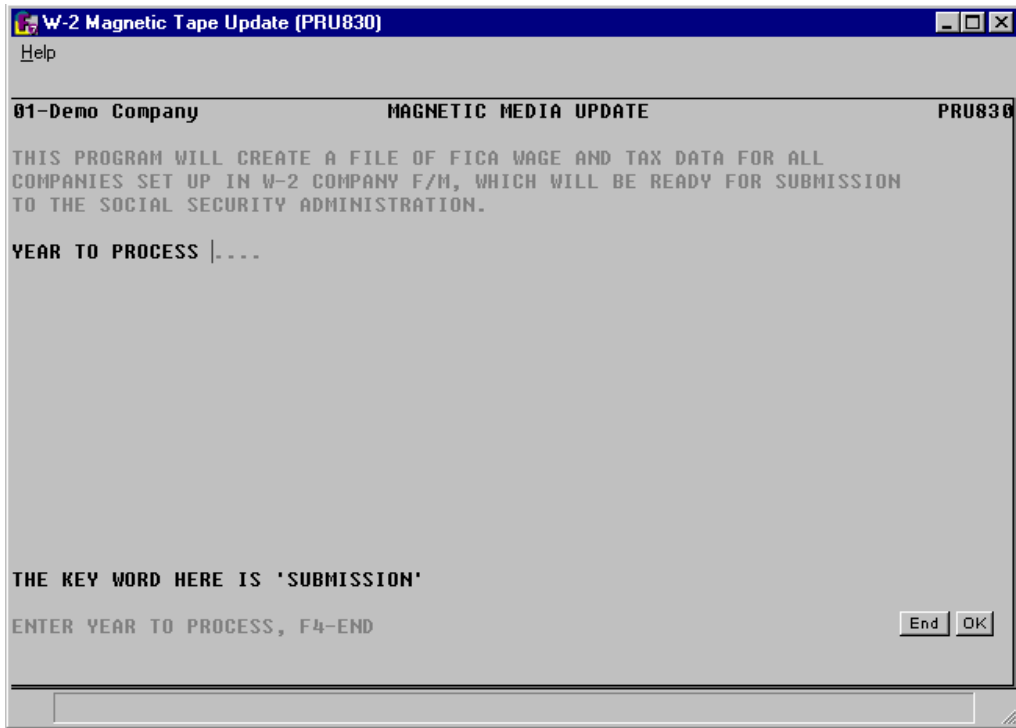 W-2 Magnetic Tape Update (PRU830)
Help
01-Demo Company MAGNETIC MEDIA UPDATE PRU830
THIS PROGRAM WILL CREATE A FILE OF FICA WAGE AND TAX DATA FOR ALL
COMPANIES SET UP IN W-2 COMPANY F/M, WHICH WILL BE READY FOR SUBMISSION
TO THE SOCIAL SECURITY ADMINISTRATION.
YEAR TO PROCESS ....
THE KEY WORD HERE IS 'SUBMISSION'
ENTER YEAR TO PROCESS, F4-END End OK